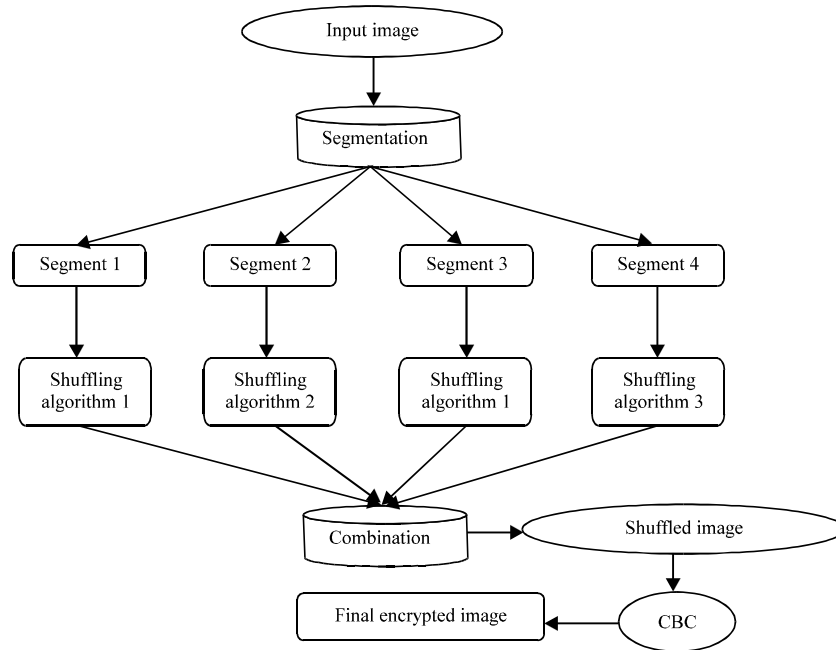 Input image
Segmentation
Segment 1
Segment 2
Segment 3
Segment 4
Shuffling
algorithm 1
Shuffling
algorithm 2
Shuffling
algorithm 1
Shuffling
algorithm 3
Combination
Shuffled image
Final encrypted image
CBC